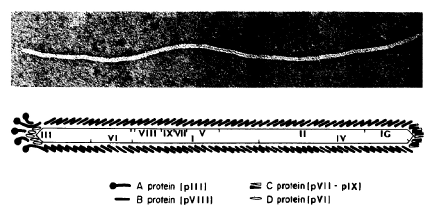 III VI VIII IX VII V I II IV IG
A protein [pIII] C protein [pVII - pIX]
B protein [pVIII] D protein [pVI]